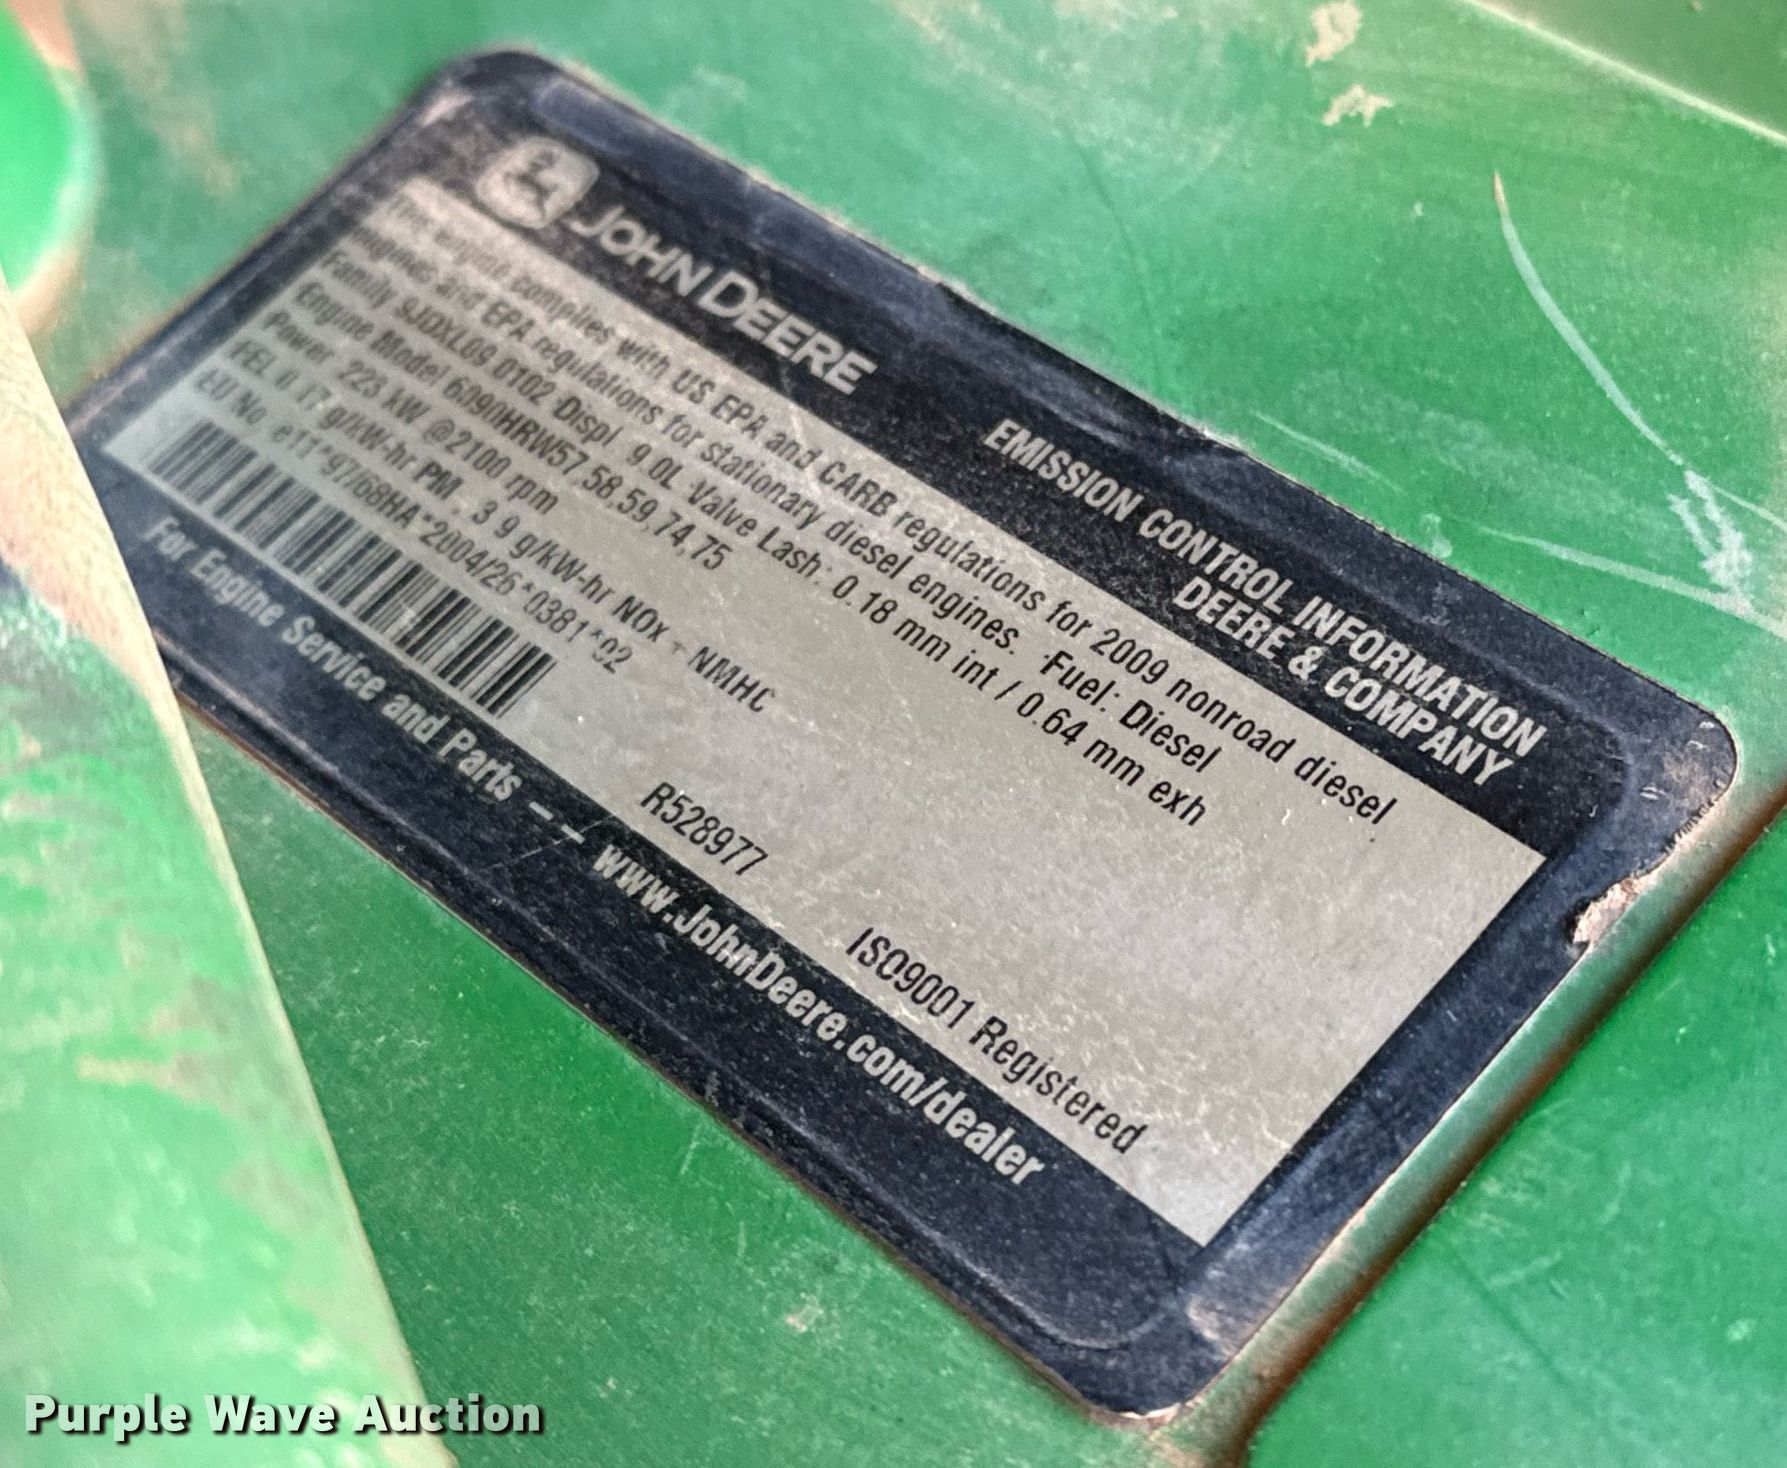 JOHN DEERE
EMISSION CONTROL INFORMATION
DEERE & COMPANY
This engine complies with US EPA and CARB regulations for 2009 nonroad diesel
engines and EPA regulations for stationary diesel engines. Fuel: Diesel
Family 9JDXL09.0102 Displ. 9.0L Valve Lash: 0.18 mm int / 0.64 mm exh
Engine Model 6090HRW57,58,59,74,75
Power 223 kW @2100 rpm
FEL 0.17 g/kW-hr PM, 3.9 g/kW-hr NOx + NMHC
EU No. e11*97/68HA*2004/26*0381*02
R528977
ISO9001 Registered
For Engine Service and Parts -- www.JohnDeere.com/dealer
Purple Wave Auction